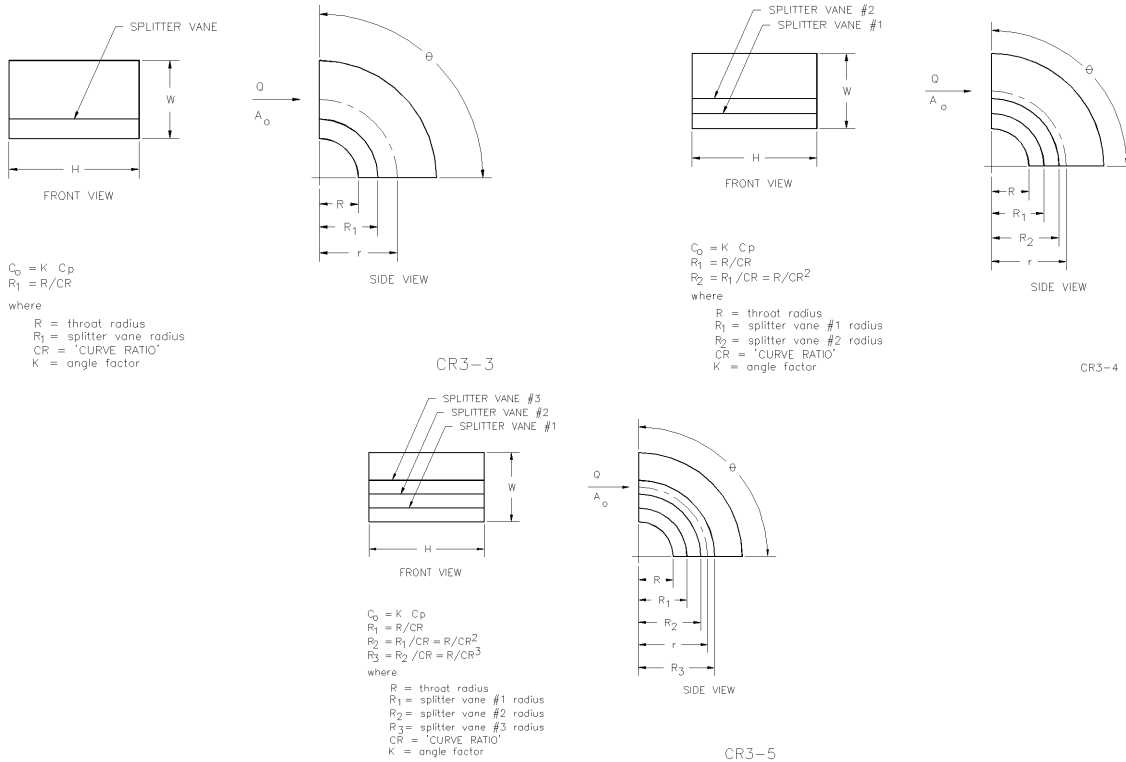 SPLITTER VANE
W
H
FRONT VIEW
Q
A₀
θ
R
R₁
r
SIDE VIEW
C₀ = K Cp
R₁ = R/CR
where
R = throat radius
R₁ = splitter vane radius
CR = "CURVE RATIO"
K = angle factor
CR3-3
SPLITTER VANE #2
SPLITTER VANE #1
W
H
FRONT VIEW
Q
A₀
θ
R
R₁
R₂
r
SIDE VIEW
C₀ = K Cp
R₁ = R/CR
R₂ = R₁/CR = R/CR²
where
R = throat radius
R₁ = splitter vane #1 radius
R₂ = splitter vane #2 radius
CR = "CURVE RATIO"
K = angle factor
CR3-4
SPLITTER VANE #3
SPLITTER VANE #2
SPLITTER VANE #1
W
H
FRONT VIEW
Q
A₀
θ
R
R₁
R₂
r
R₃
SIDE VIEW
C₀ = K Cp
R₁ = R/CR
R₂ = R₁/CR = R/CR²
R₃ = R₂/CR = R/CR³
where
R = throat radius
R₁ = splitter vane #1 radius
R₂ = splitter vane #2 radius
R₃ = splitter vane #3 radius
CR = "CURVE RATIO"
K = angle factor
CR3-5